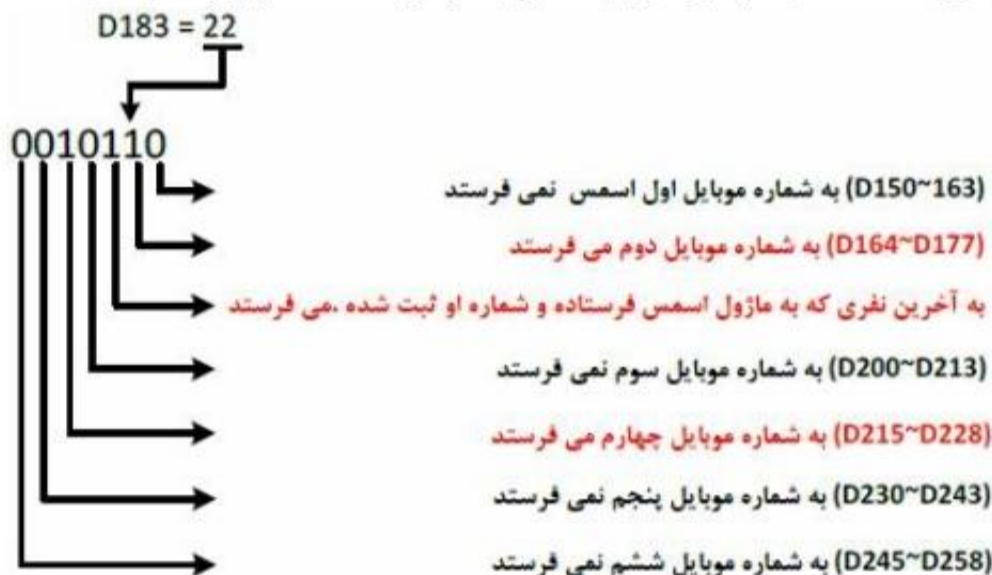 D183 = 22
0010110
(D150~163) به شماره موبایل اول اسمس نمی فرستد
(D164~D177) به شماره موبایل دوم می فرستد
به آخرین نفری که به ماژول اسمس فرستاده و شماره او ثبت شده ،می فرستد
(D200~D213) به شماره موبایل سوم نمی فرستد
(D215~D228) به شماره موبایل چهارم می فرستد
(D230~D243) به شماره موبایل پنجم نمی فرستد
(D245~D258) به شماره موبایل ششم نمی فرستد